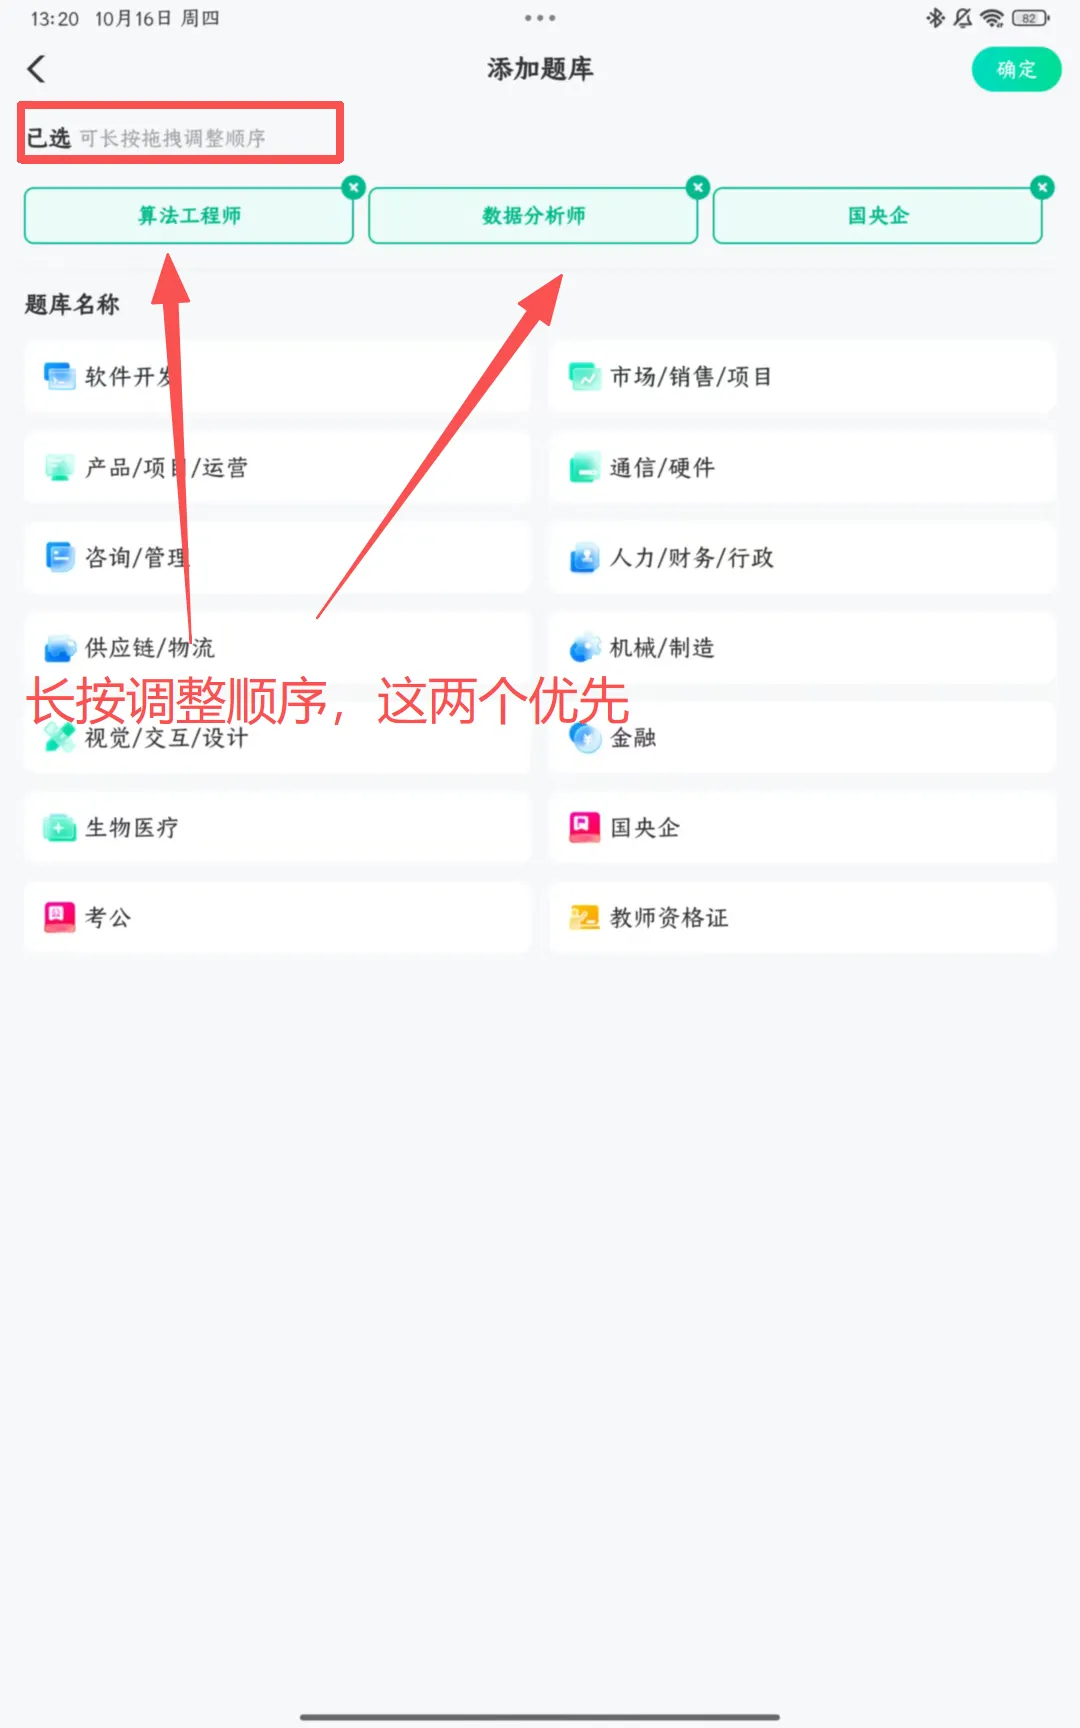 13:20 10月16日 周四
82
添加题库
确定
已选 可长按拖拽调整顺序
算法工程师 数据分析师 国央企
题库名称
软件开发 市场/销售/项目
产品/项目/运营 通信/硬件
咨询/管理 人力/财务/行政
供应链/物流 机械/制造
长按调整顺序，这两个优先
视觉/交互/设计 金融
生物医疗 国央企
考公 教师资格证